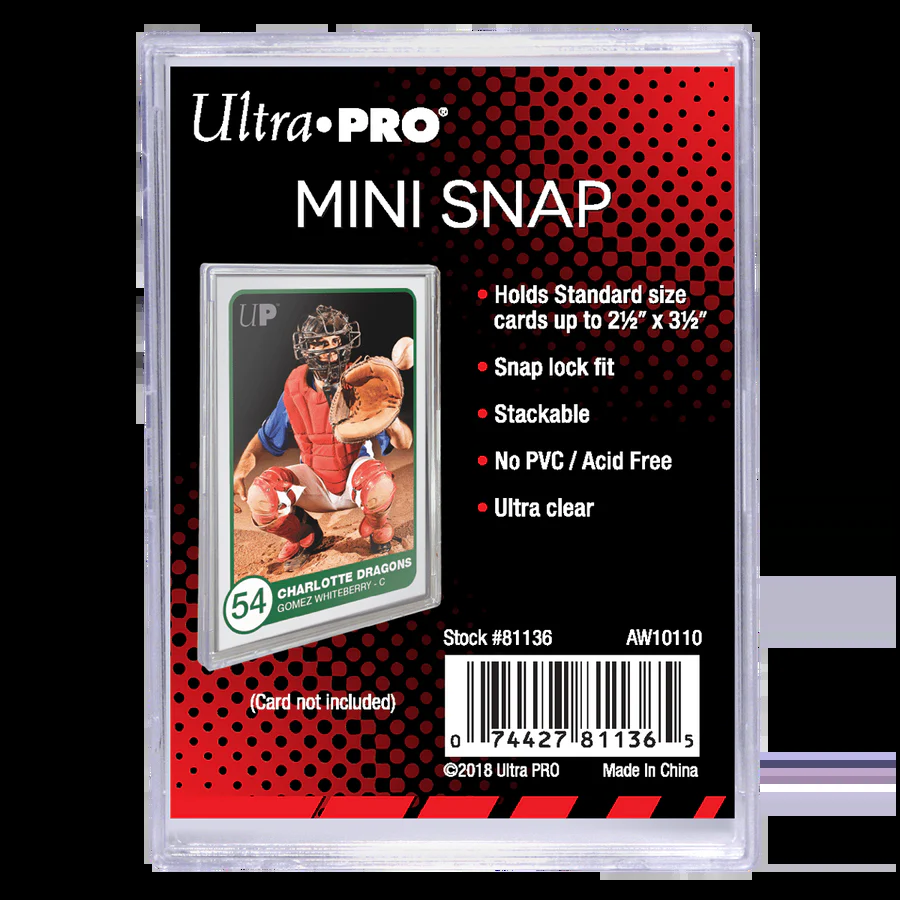 Ultra•PRO®
MINI SNAP
UP
• Holds Standard size
cards up to 2½″ x 3½″
• Snap lock fit
• Stackable
• No PVC / Acid Free
• Ultra clear
54
CHARLOTTE DRAGONS
GOMEZ WHITEBERRY - C
(Card not included)
Stock #81136 AW10110
0 74427 81136 5
©2018 Ultra PRO Made In China